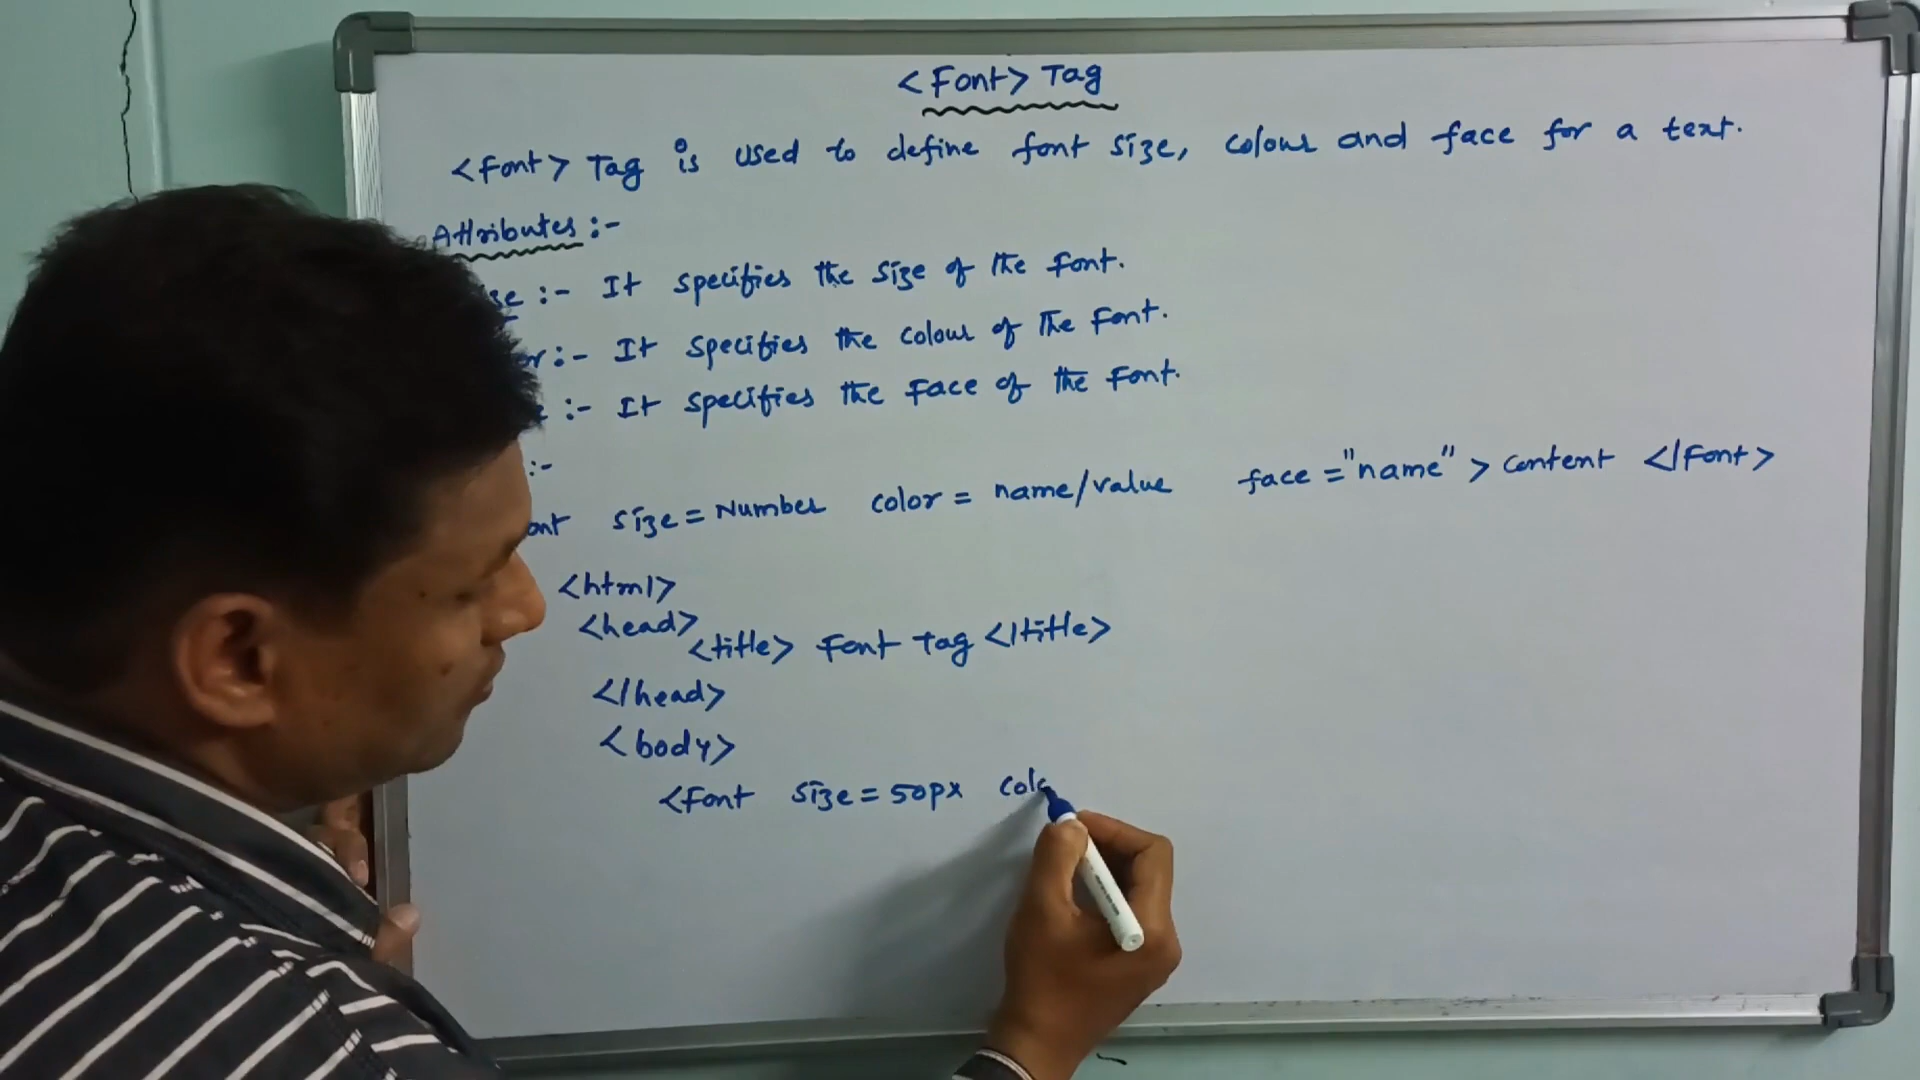 <Font> Tag
<Font> Tag is used to define font size, colour and face for a text.
Attributes :-
:- It specifies the size of the font.
:- It specifies the colour of the Font.
:- It specifies the Face of the Font.
:-
size = Number color = name/value face = "name" > content </Font>
<html>
<head>
<title> Font Tag </title>
</head>
<body>
<Font size = 50px colo